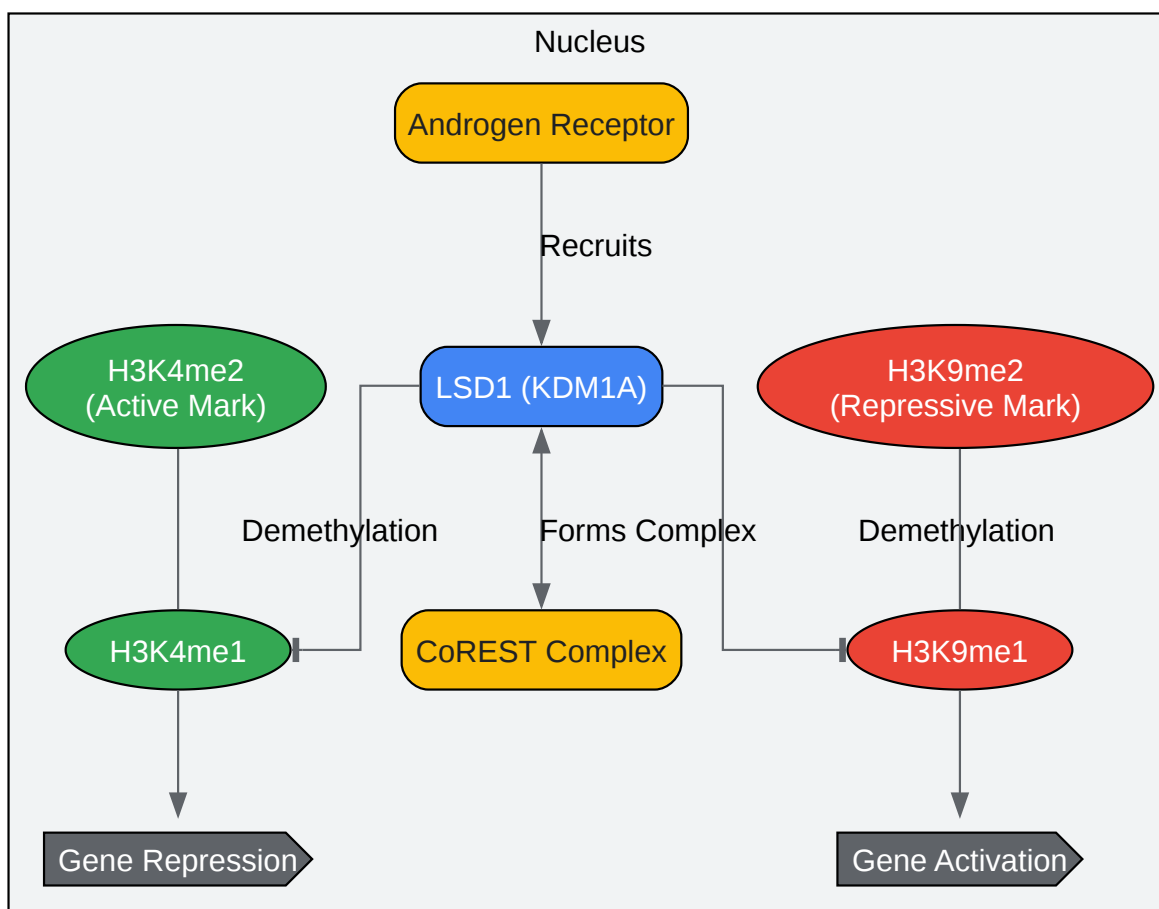 Nucleus
Androgen Receptor
Recruits
H3K4me2
(Active Mark)
LSD1 (KDM1A)
H3K9me2
(Repressive Mark)
Demethylation
Forms Complex
Demethylation
H3K4me1
CoREST Complex
H3K9me1
Gene Repression
Gene Activation